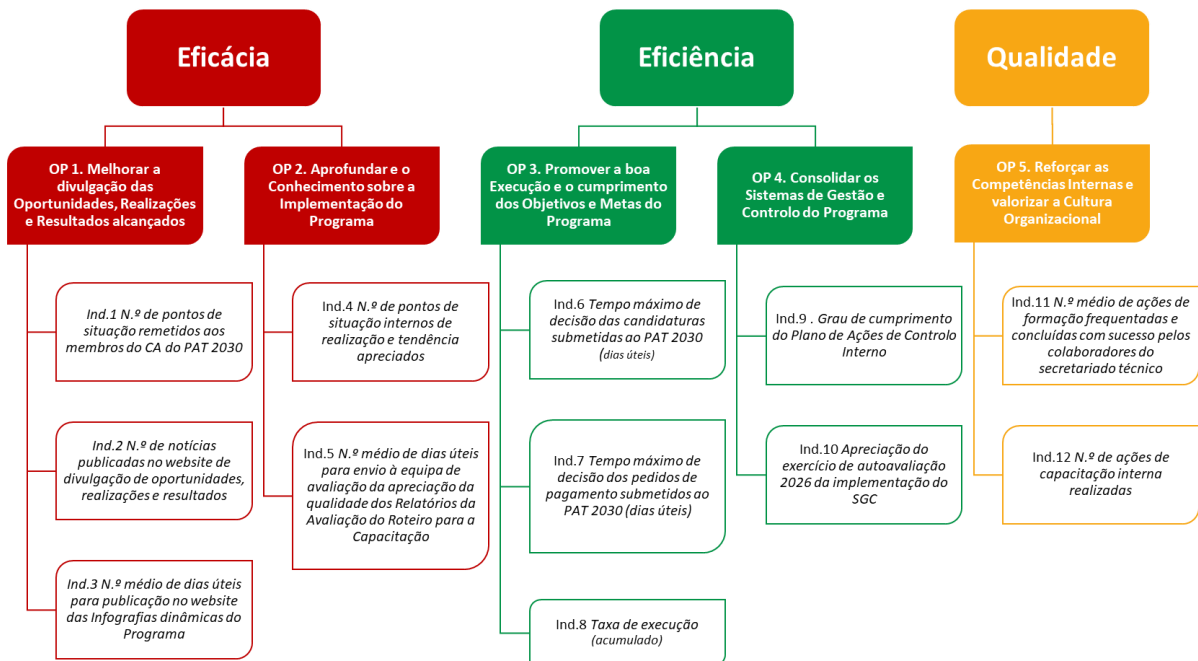 Eficácia
Eficiência
Qualidade
OP 1. Melhorar a
divulgação das
Oportunidades, Realizações
e Resultados alcançados
OP 2. Aprofundar e o
Conhecimento sobre a
Implementação do
Programa
OP 3. Promover a boa
Execução e o cumprimento
dos Objetivos e Metas do
Programa
OP 4. Consolidar os
Sistemas de Gestão e
Controlo do Programa
OP 5. Reforçar as
Competências Internas e
valorizar a Cultura
Organizacional
Ind.1 N.º de pontos de
situação remetidos aos
membros do CA do PAT 2030
Ind.2 N.º de notícias
publicadas no website de
divulgação de oportunidades,
realizações e resultados
Ind.3 N.º médio de dias úteis
para publicação no website
das Infografias dinâmicas do
Programa
Ind.4 N.º de pontos de
situação internos de
realização e tendência
apreciados
Ind.5 N.º médio de dias úteis
para envio à equipa de
avaliação da apreciação da
qualidade dos Relatórios da
Avaliação do Roteiro para a
Capacitação
Ind.6 Tempo máximo de
decisão das candidaturas
submetidas ao PAT 2030
(dias úteis)
Ind.7 Tempo máximo de
decisão dos pedidos de
pagamento submetidos ao
PAT 2030 (dias úteis)
Ind.8 Taxa de execução
(acumulado)
Ind.9 . Grau de cumprimento
do Plano de Ações de Controlo
Interno
Ind.10 Apreciação do
exercício de autoavaliação
2026 da implementação do
SGC
Ind.11 N.º médio de ações de
formação frequentadas e
concluídas com sucesso pelos
colaboradores do
secretariado técnico
Ind.12 N.º de ações de
capacitação interna
realizadas